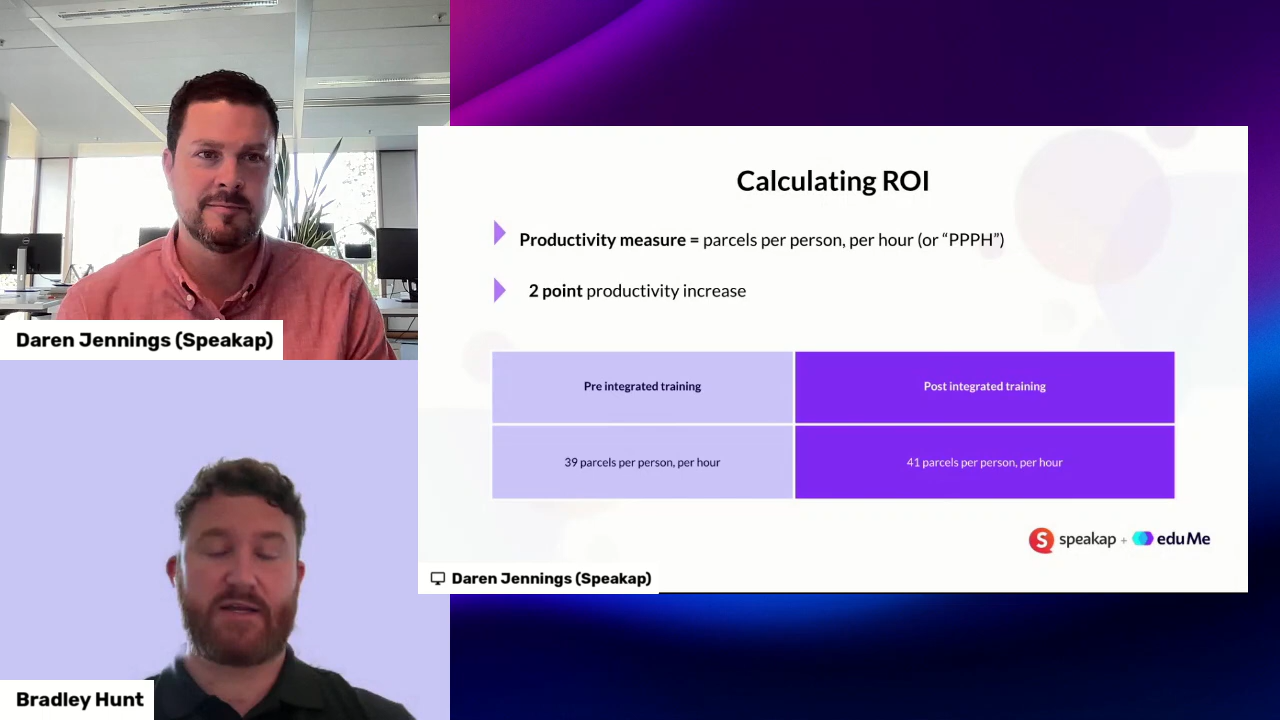 Daren Jennings (Speakap)
Bradley Hunt
Calculating ROI
Productivity measure = parcels per person, per hour (or “PPPH”)
2 point productivity increase
Pre integrated training
Post integrated training
39 parcels per person, per hour
41 parcels per person, per hour
S speakap + eduMe
Daren Jennings (Speakap)